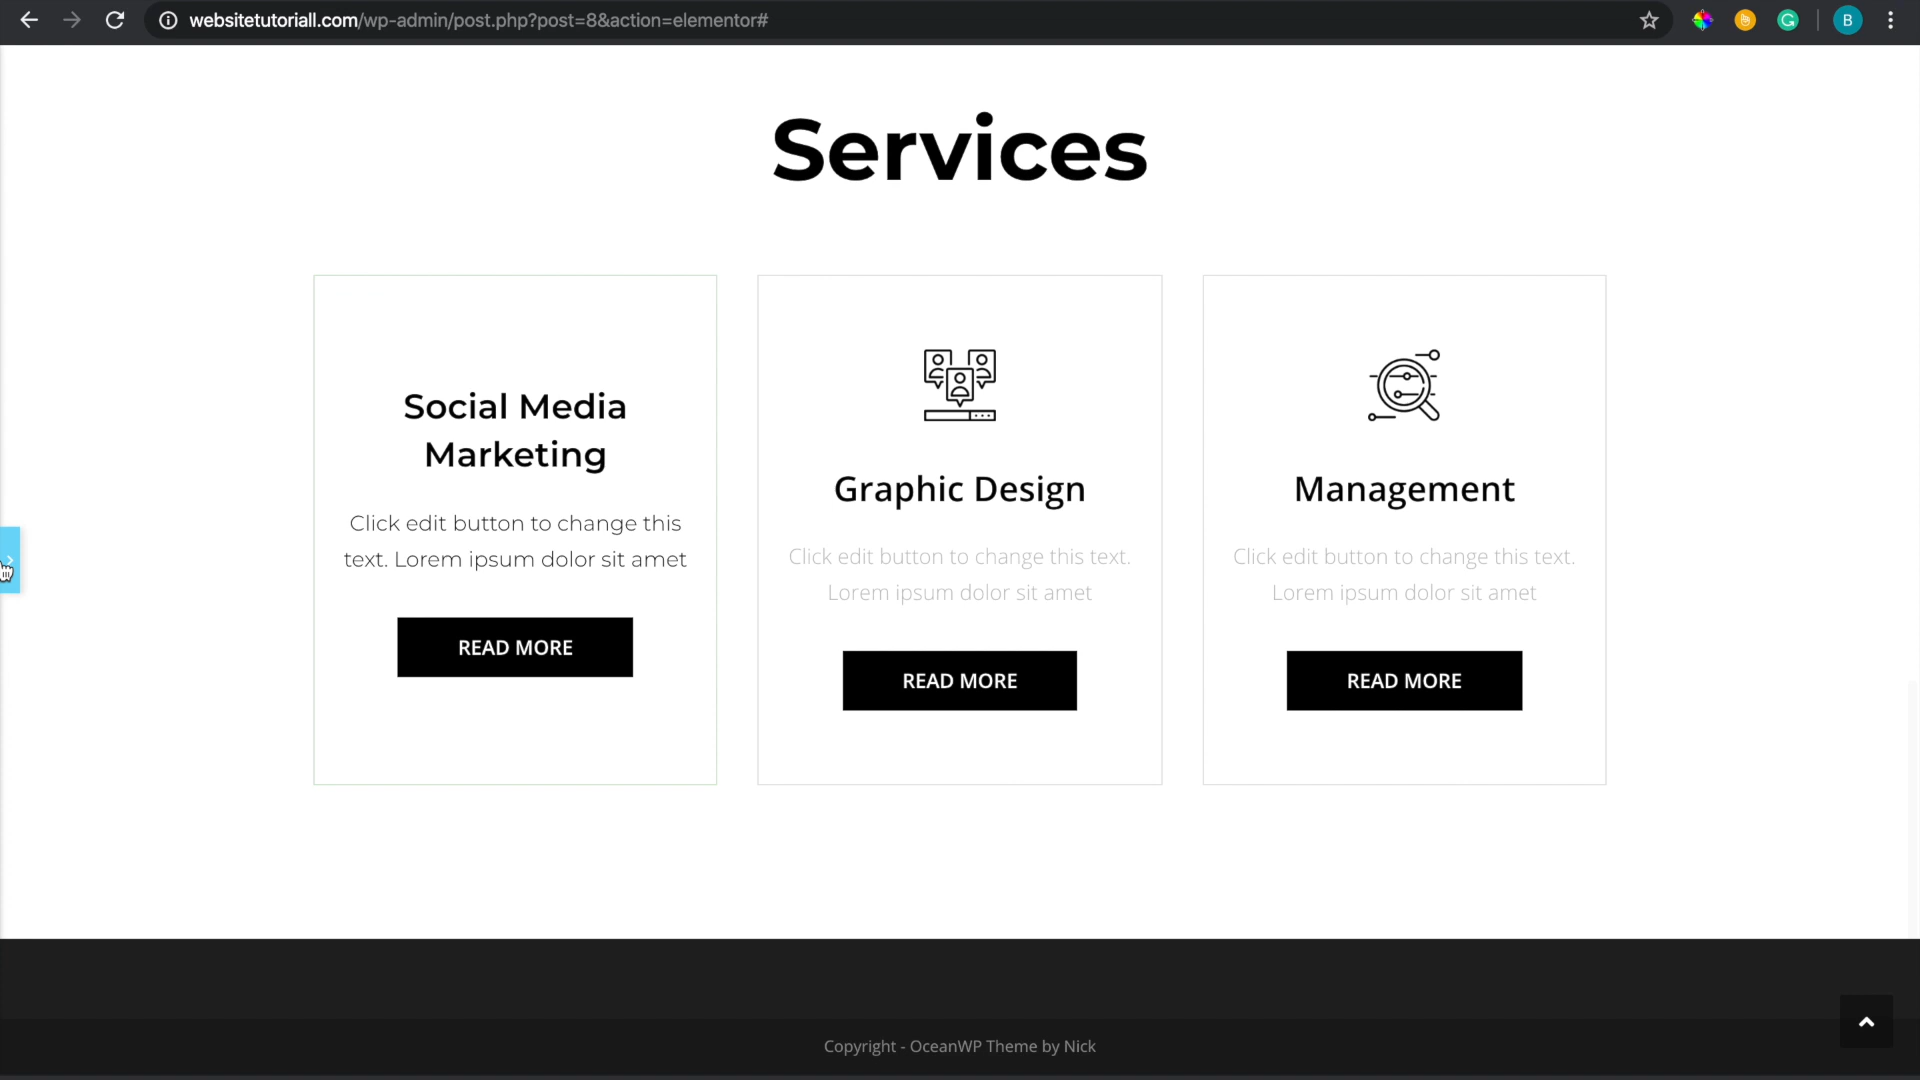 websitetutoriall.com/wp-admin/post.php?post=8&action=elementor#
B
Services
Social Media
Marketing
Click edit button to change this
text. Lorem ipsum dolor sit amet
READ MORE
Graphic Design
Click edit button to change this text.
Lorem ipsum dolor sit amet
READ MORE
Management
Click edit button to change this text.
Lorem ipsum dolor sit amet
READ MORE
Copyright - OceanWP Theme by Nick